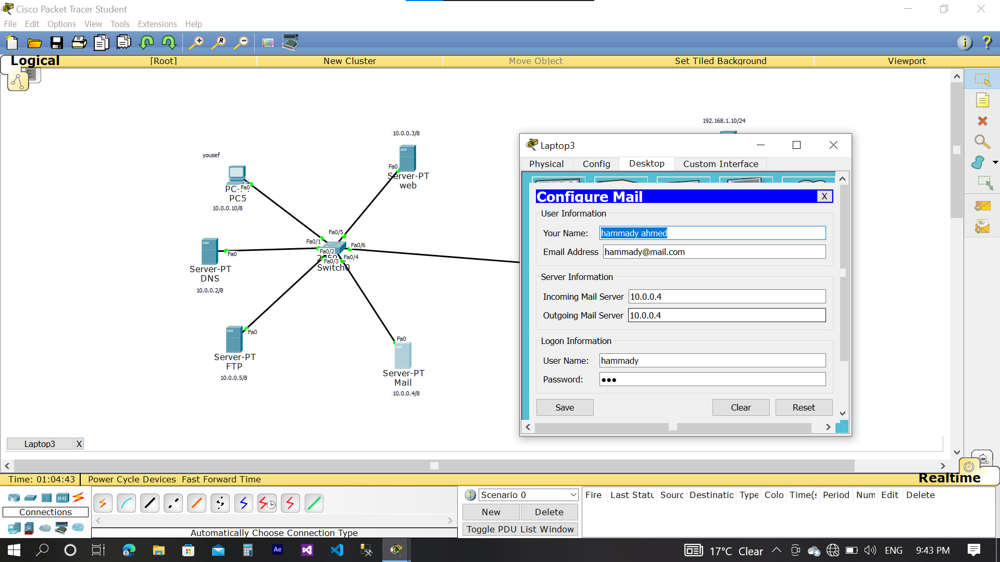 Cisco Packet Tracer Student
File Edit Options View Tools Extensions Help
Logical [Root] New Cluster Move Object Set Tiled Background Viewport
192.168.1.10/24
10.0.0.3/8
yousef
Fa0
Server-PT
web
Fa0
PC5
10.0.0.10/8
Fa0/5
Fa0/1
Fa0/6
Fa0/2
Fa0/4
Fa0/3
Switch0
Fa0
Server-PT
DNS
10.0.0.2/8
Fa0
Server-PT
FTP
10.0.0.5/8
Fa0
Server-PT
Mail
10.0.0.4/8
Laptop3
Physical Config Desktop Custom Interface
Configure Mail X
User Information
Your Name: hammady ahmed
Email Address hammady@mail.com
Server Information
Incoming Mail Server 10.0.0.4
Outgoing Mail Server 10.0.0.4
Logon Information
User Name: hammady
Password: ●●●
Save Clear Reset
Laptop3 X
Time: 01:04:43 Power Cycle Devices Fast Forward Time Realtime
Connections
Automatically Choose Connection Type
Scenario 0
New Delete
Toggle PDU List Window
Fire Last Statu Sourc Destinatio Type Colo Time(s Period Num Edit Delete
17°C Clear ENG 9:43 PM